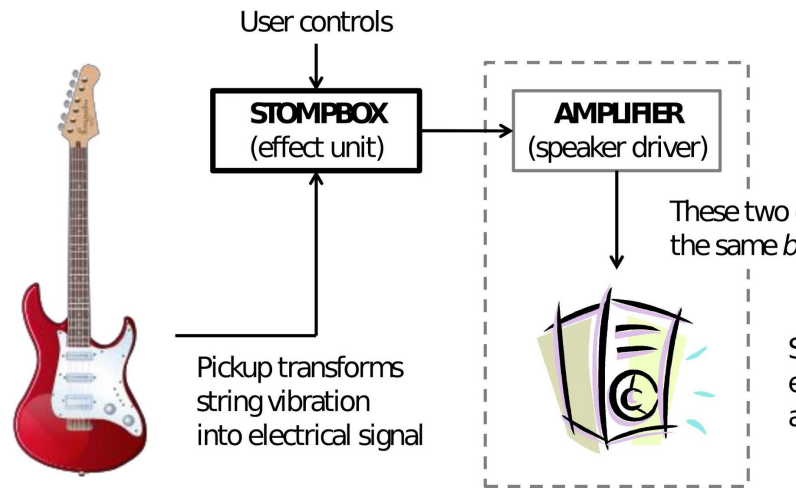 User controls
STOMPBOX
(effect unit)
AMPLIFIER
(speaker driver)
These two
the same
Pickup transforms
string vibration
into electrical signal